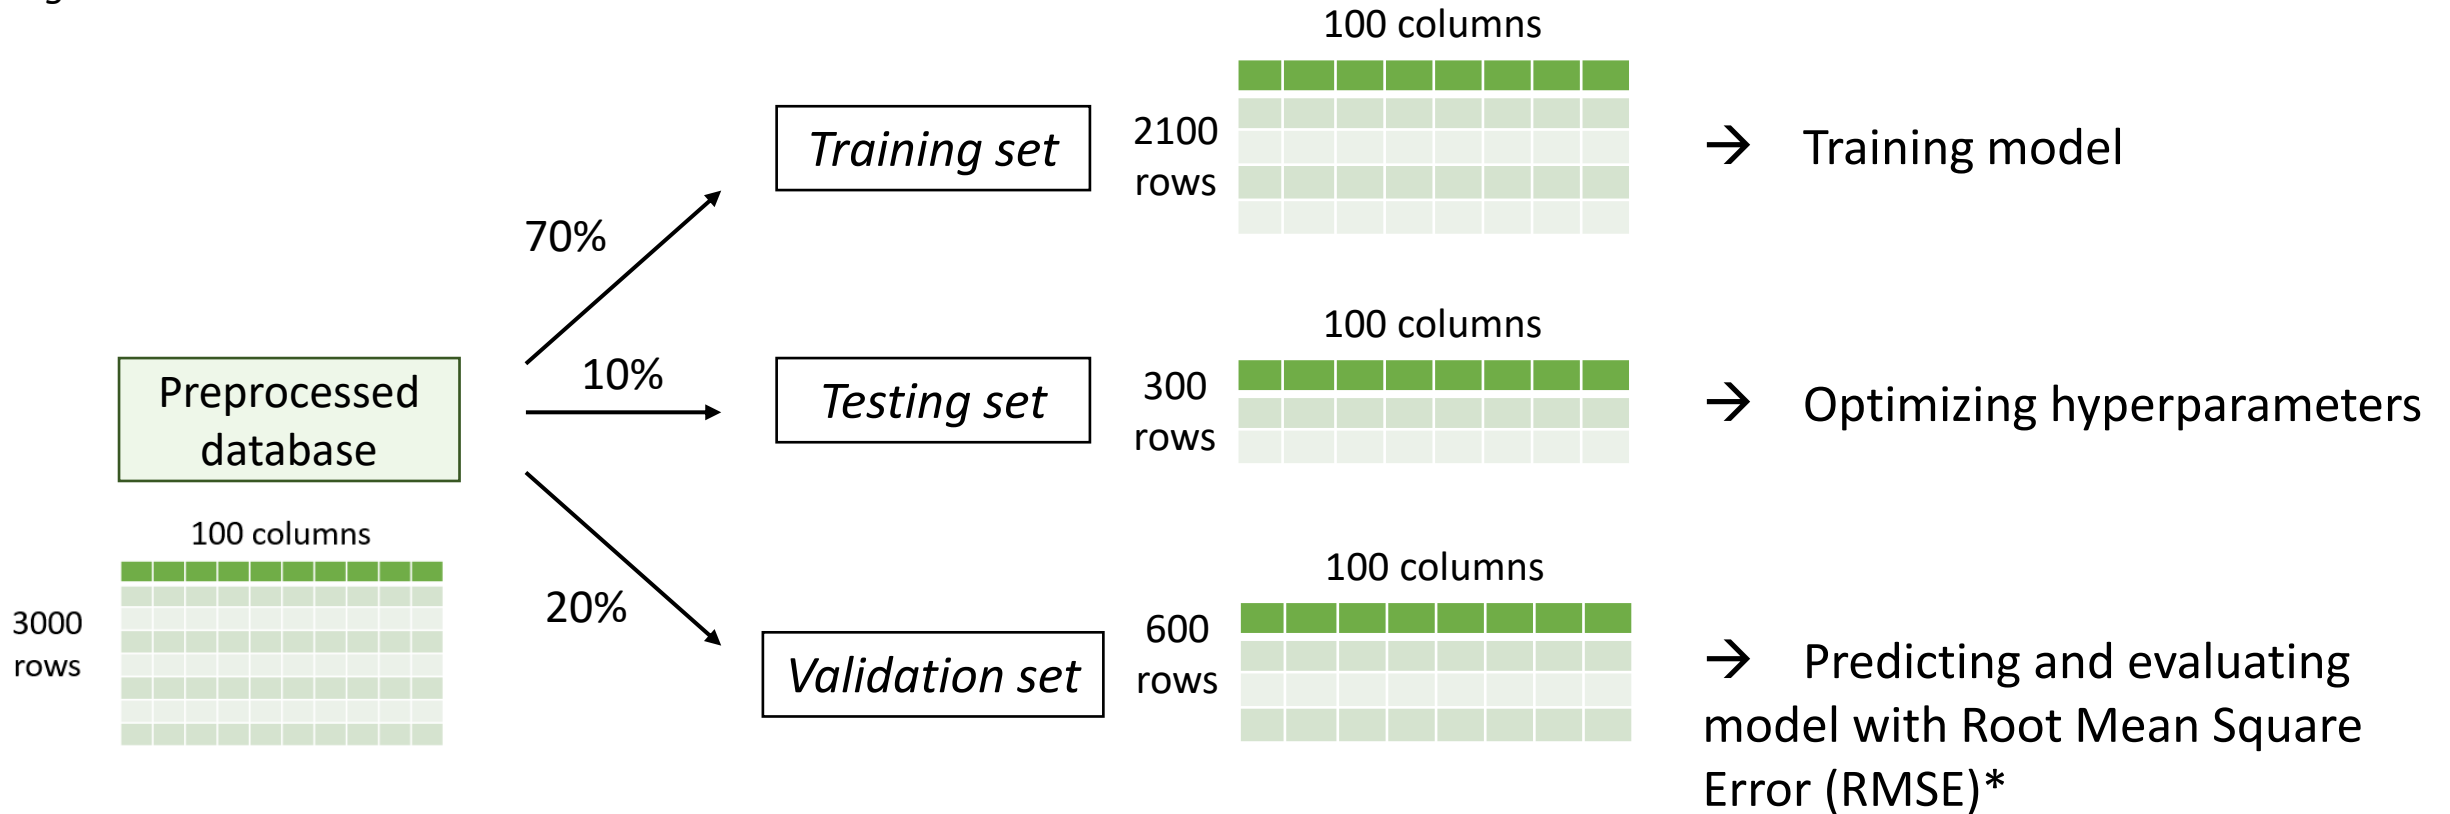 100 columns
Training set
2100
rows
→ Training model
70%
10%
20%
Preprocessed
database
100 columns
3000
rows
100 columns
Testing set
300
rows
→ Optimizing hyperparameters
100 columns
Validation set
600
rows
→ Predicting and evaluating
model with Root Mean Square
Error (RMSE)*